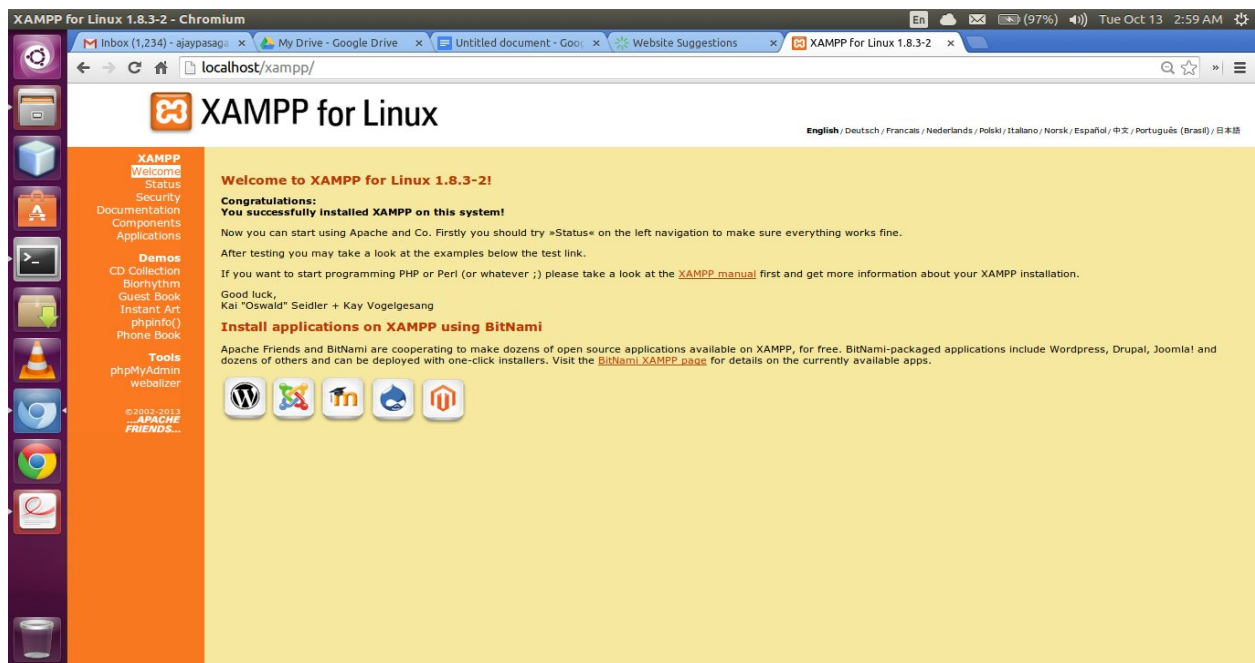 XAMPP for Linux 1.8.3-2 - Chromium
En (97%) Tue Oct 13 2:59 AM
Inbox (1,234) - ajaypasaga
My Drive - Google Drive
Untitled document - Goog
Website Suggestions
XAMPP for Linux 1.8.3-2
localhost/xampp/
XAMPP for Linux
English / Deutsch / Francais / Nederlands / Polski / Italiano / Norsk / Español / 中文 / Português (Brasil) / 日本語
XAMPP
Welcome
Status
Security
Documentation
Components
Applications
Demos
CD Collection
Biorhythm
Guest Book
Instant Art
phpinfo()
Phone Book
Tools
phpMyAdmin
webalizer
©2002-2013
...APACHE
FRIENDS...
Welcome to XAMPP for Linux 1.8.3-2!
Congratulations:
You successfully installed XAMPP on this system!
Now you can start using Apache and Co. Firstly you should try »Status« on the left navigation to make sure everything works fine.
After testing you may take a look at the examples below the test link.
If you want to start programming PHP or Perl (or whatever ;) please take a look at the XAMPP manual first and get more information about your XAMPP installation.
Good luck,
Kai "Oswald" Seidler + Kay Vogelgesang
Install applications on XAMPP using BitNami
Apache Friends and BitNami are cooperating to make dozens of open source applications available on XAMPP, for free. BitNami-packaged applications include Wordpress, Drupal, Joomla! and
dozens of others and can be deployed with one-click installers. Visit the BitNami XAMPP page for details on the currently available apps.